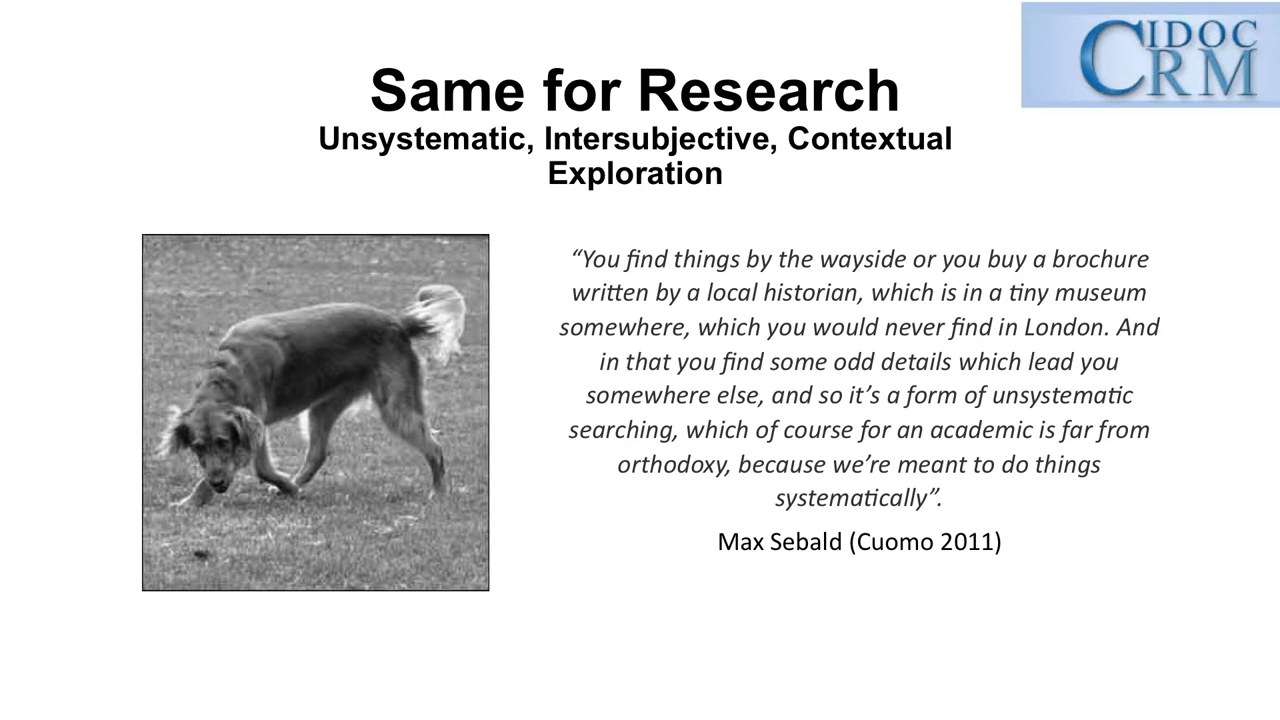 CIDOC
CRM
Same for Research
Unsystematic, Intersubjective, Contextual
Exploration
“You find things by the wayside or you buy a brochure
written by a local historian, which is in a tiny museum
somewhere, which you would never find in London. And
in that you find some odd details which lead you
somewhere else, and so it’s a form of unsystematic
searching, which of course for an academic is far from
orthodoxy, because we’re meant to do things
systematically”.
Max Sebald (Cuomo 2011)